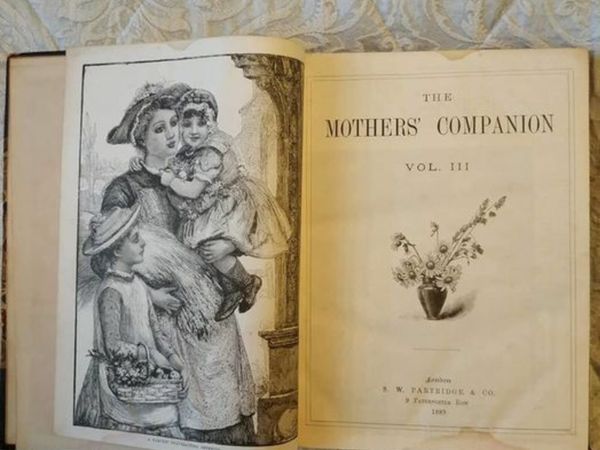 THE
MOTHERS' COMPANION
VOL. III
London
S. W. PARTRIDGE & CO.
9 PATERNOSTER ROW